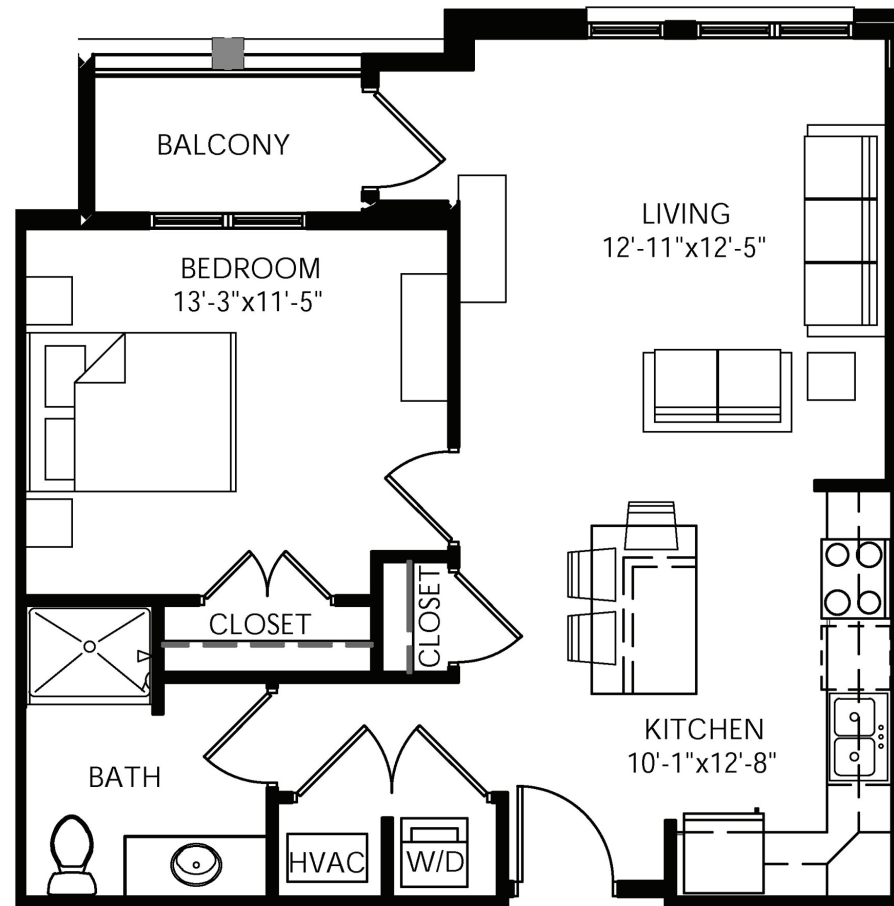 BALCONY
LIVING
12'-11"x12'-5"
BEDROOM
13'-3"x11'-5"
CLOSET
CLOSET
KITCHEN
10'-1"x12'-8"
BATH
HVAC
W/D